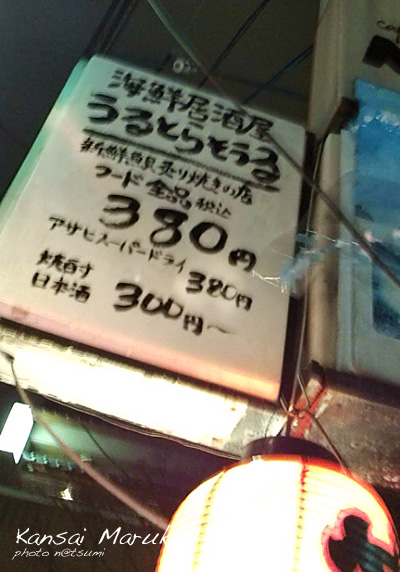 海鮮居酒屋
うるとらそうる
新鮮魚貝炙り焼きの店
フード全品税込
380円
アサヒスーパードライ 380円
焼酎
日本酒 300円～
Kansai Maruk
photo n@tsumi